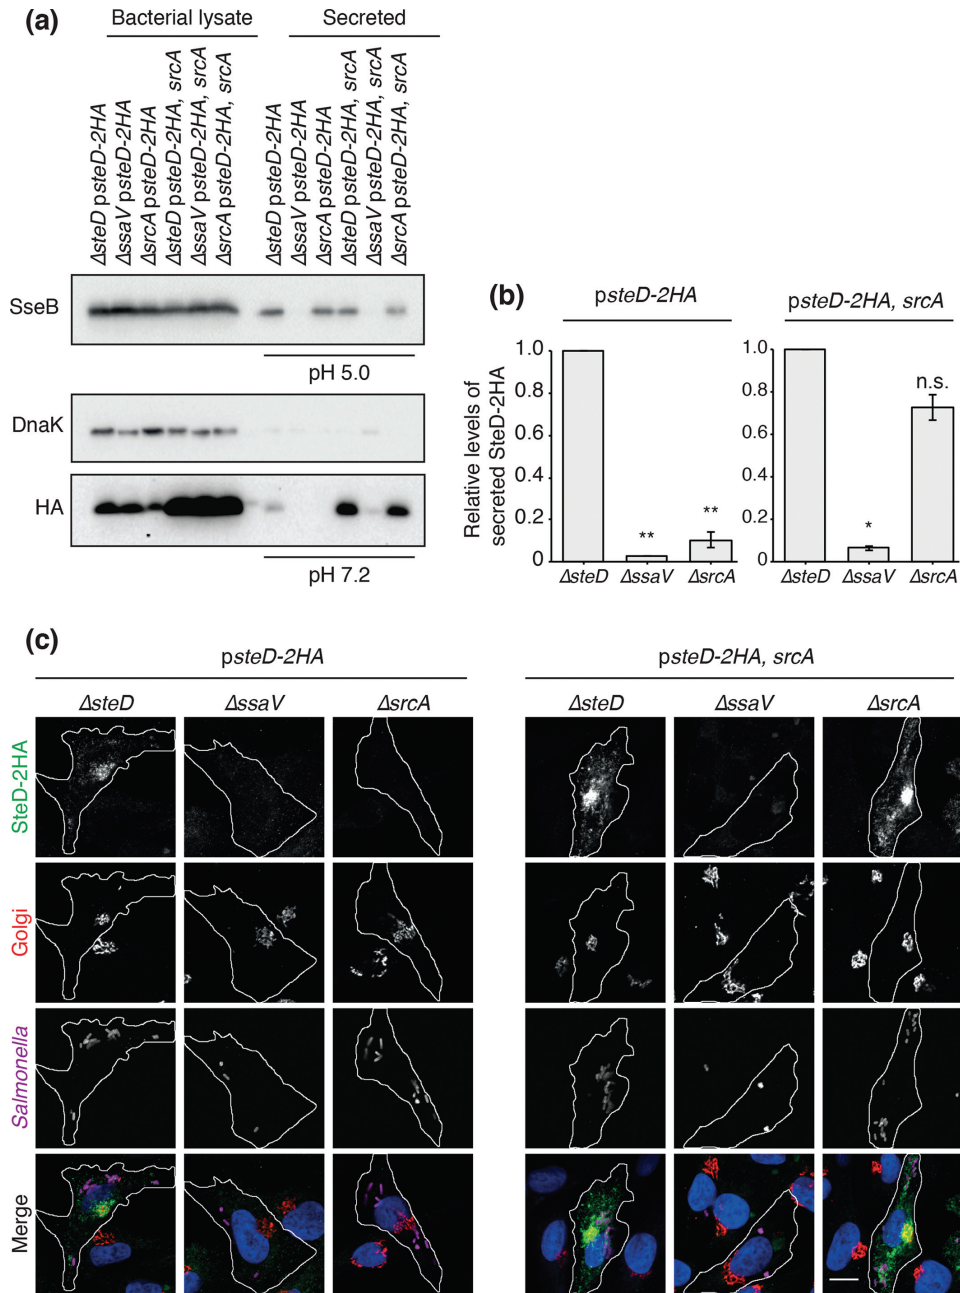 (a)
Bacterial lysate
Secreted
ΔsteD psteD-2HA
ΔssaV psteD-2HA
ΔsrcA psteD-2HA
ΔsteD psteD-2HA, srcA
ΔssaV psteD-2HA, srcA
ΔsrcA psteD-2HA, srcA
ΔsteD psteD-2HA
ΔssaV psteD-2HA
ΔsrcA psteD-2HA
ΔsteD psteD-2HA, srcA
ΔssaV psteD-2HA, srcA
ΔsrcA psteD-2HA, srcA
SseB
pH 5.0
DnaK
HA
pH 7.2
(b)
psteD-2HA
psteD-2HA, srcA
Relative levels of
secreted SteD-2HA
1.0
0.8
0.6
0.4
0.2
0
**
**
ΔsteD
ΔssaV
ΔsrcA
1.0
0.8
0.6
0.4
0.2
0
*
n.s.
ΔsteD
ΔssaV
ΔsrcA
(c)
psteD-2HA
psteD-2HA, srcA
ΔsteD
ΔssaV
ΔsrcA
ΔsteD
ΔssaV
ΔsrcA
SteD-2HA
Golgi
Salmonella
Merge